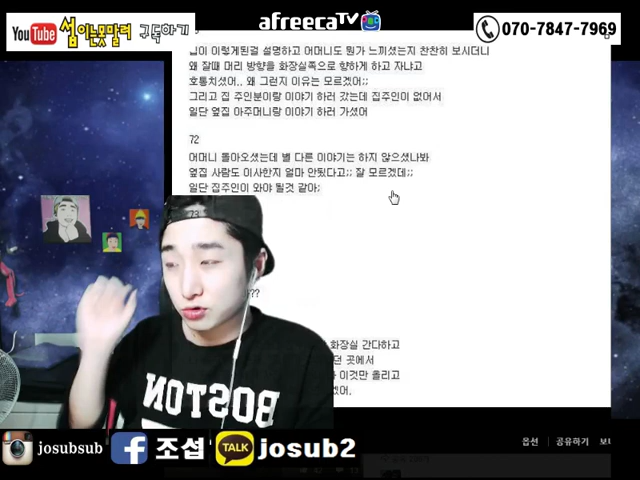 YouTube 섭이는못말려 구독하기
afreecaTV
070-7847-7969
집이 이렇게된걸 설명하고 어머니도 뭔가 느끼셨는지 찬찬히 보시더니
왜 잘때 머리 방향을 화장실쪽으로 향하게 하고 자냐고
호통치셨어.. 왜 그런지 이유는 모르겠어;;
그리고 집 주인분이랑 이야기 하러 갔는데 집주인이 없어서
일단 옆집 아주머니랑 이야기 하러 가셨어
72
어머니 돌아오셨는데 별 다른 이야기는 하지 않으셨나봐
옆집 사람도 이사한지 얼마 안됐다고;; 잘 모르겠데;;
일단 집주인이 와야 될것 같아;
73
??
화장실 간다하고
던 곳에서
이것만 올리고
겠어.
BOSTON
옵션 공유하기
josubsub 조섭 TALK josub2